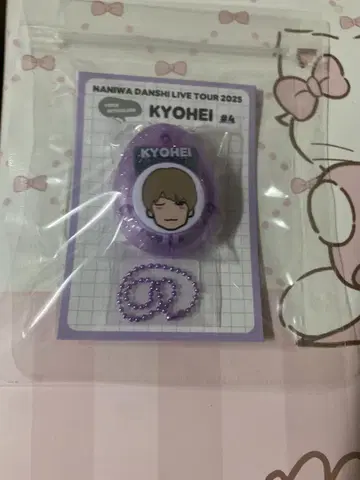 NANIWA DANSHI LIVE TOUR 2025
KYOHEI #4
KYOHEI